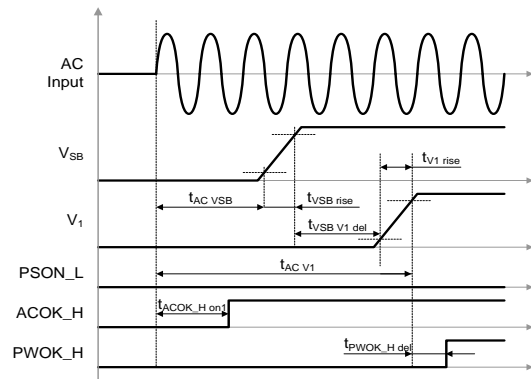 AC
Input
VSB
tV1 rise
tAC VSB
tVSB rise
V1
tVSB V1 del
PSON_L
tAC V1
ACOK_H
tACOK_H on1
PWOK_H
tPWOK_H del